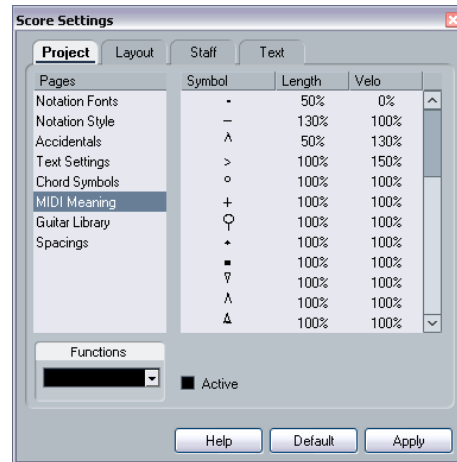 Score Settings
Project Layout Staff Text
Pages Symbol Length Velo
Notation Fonts . 50% 0%
Notation Style – 130% 100%
Accidentals ^ 50% 130%
Text Settings > 100% 150%
Chord Symbols o 100% 100%
MIDI Meaning + 100% 100%
Guitar Library 100% 100%
Spacings 100% 100%
100% 100%
100% 100%
100% 100%
100% 100%
Functions
Active
Help Default Apply